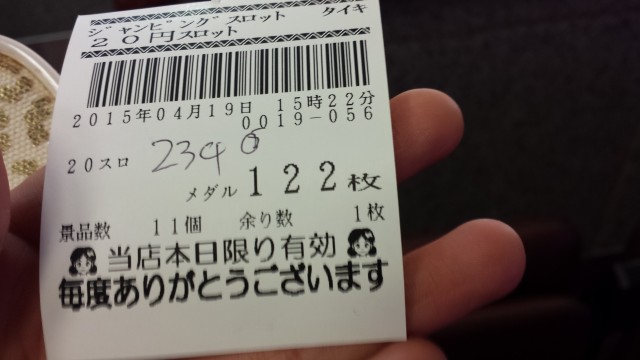 ジャンピングスロット タイキ
20円スロット
2015年04月19日 15時22分
0019-056
20スロ 2340
メダル 122枚
景品数 11個 余り数 1枚
当店本日限り有効
毎度ありがとうございます